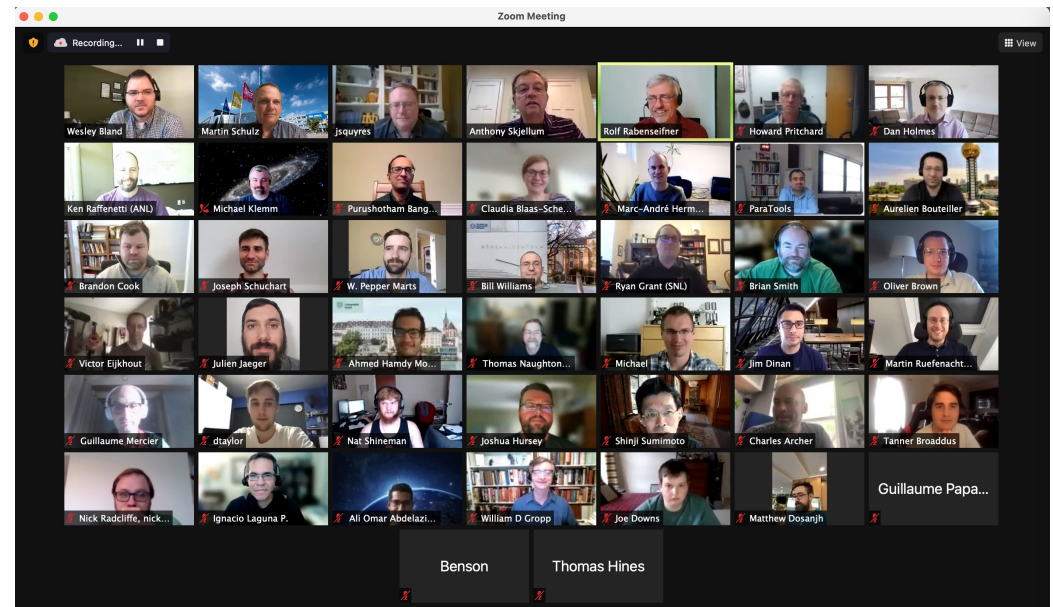 Zoom Meeting
Recording...
View
Wesley Bland
Martin Schulz
jsquyres
Anthony Skjellum
Rolf Rabenseifner
Howard Pritchard
Dan Holmes
Ken Raffenetti (ANL)
Michael Klemm
Purushotham Bang...
Claudia Blaas-Sche...
Marc-André Herm...
ParaTools
Aurelien Bouteiller
Brandon Cook
Joseph Schuchart
W. Pepper Marts
Bill Williams
Ryan Grant (SNL)
Brian Smith
Oliver Brown
Victor Eijkhout
Julien Jaeger
Ahmed Hamdy Mo...
Thomas Naughton...
Michael
Jim Dinan
Martin Ruefenacht...
Guillaume Mercier
dtaylor
Nat Shineman
Joshua Hursey
Shinji Sumimoto
Charles Archer
Tanner Broaddus
Nick Radcliffe, nick...
Ignacio Laguna P.
Ali Omar Abdelazi...
William D Gropp
Joe Downs
Matthew Dosanjh
Guillaume Papa...
Benson
Thomas Hines